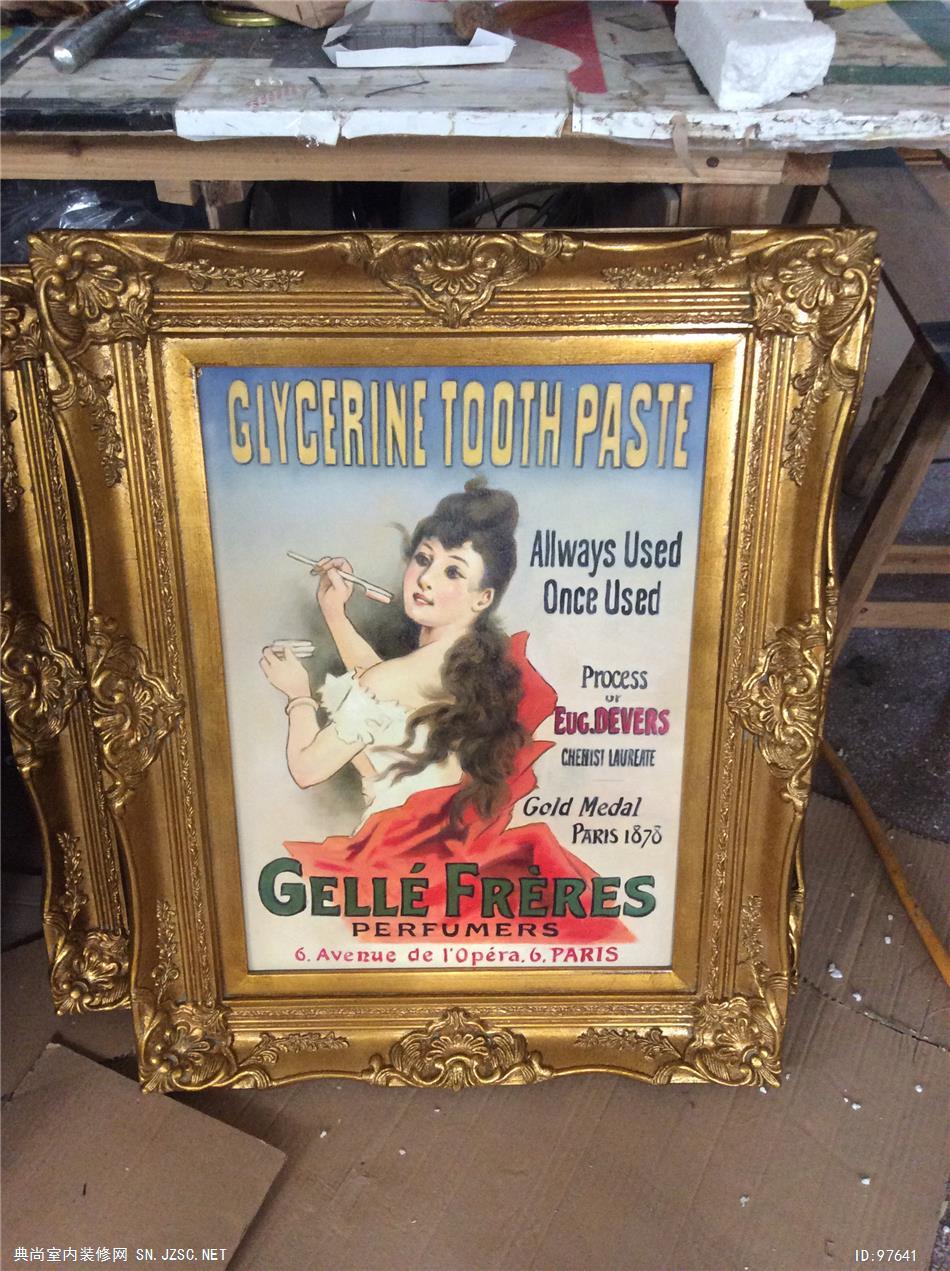 GLYCERINE TOOTH PASTE
Allways Used
Once Used
Process
or
EUG.DEVERS
CHEMIST LAUREATE
Gold Medal
PARIS 1878
GELLÉ FRÈRES
PERFUMERS
6. Avenue de l'Opéra. 6, PARIS
典尚室内装修网 SN.JZSC.NET
ID:97641